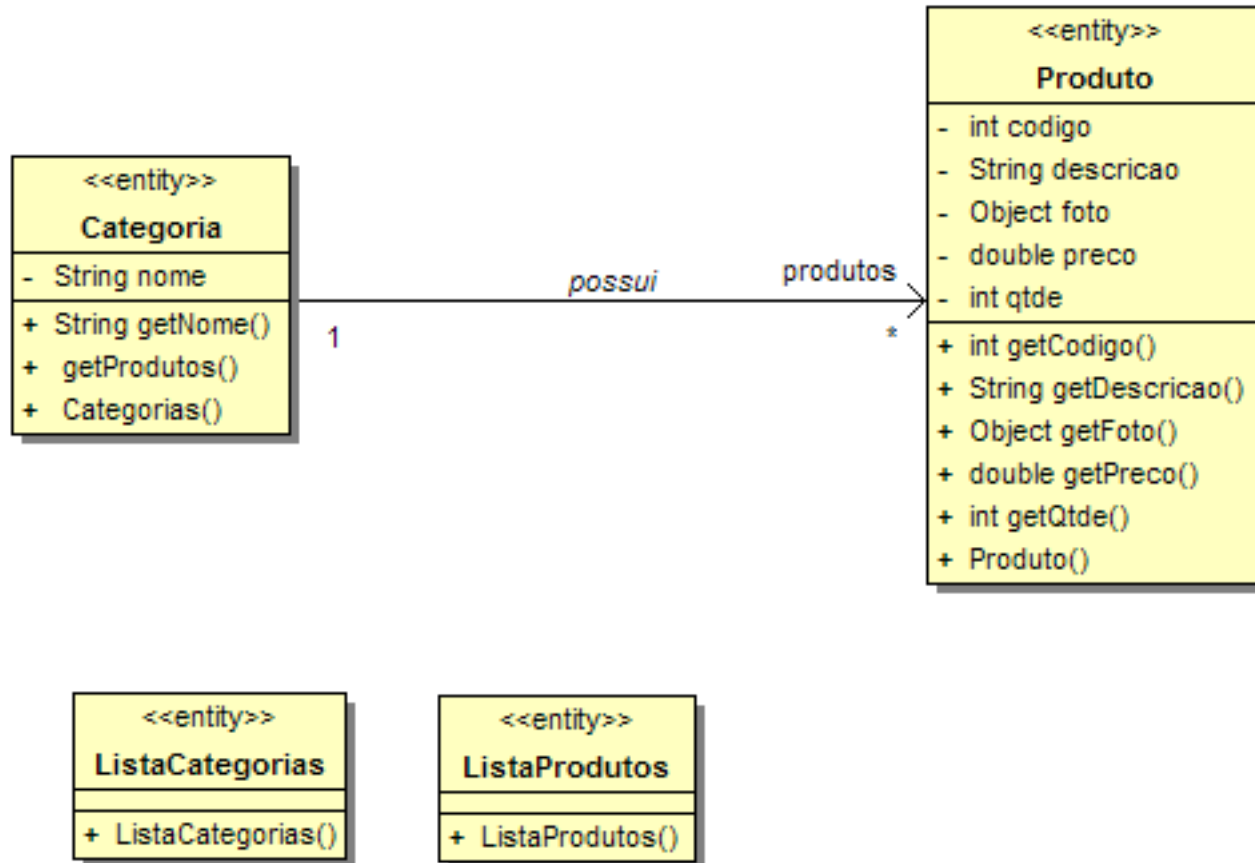 <<entity>>
Categoria
- String nome
+ String getNome()
+ getProdutos()
+ Categorias()
possui
produtos
1
*
<<entity>>
Produto
- int codigo
- String descricao
- Object foto
- double preco
- int qtde
+ int getCodigo()
+ String getDescricao()
+ Object getFoto()
+ double getPreco()
+ int getQtde()
+ Produto()
<<entity>>
ListaCategorias
+ ListaCategorias()
<<entity>>
ListaProdutos
+ ListaProdutos()